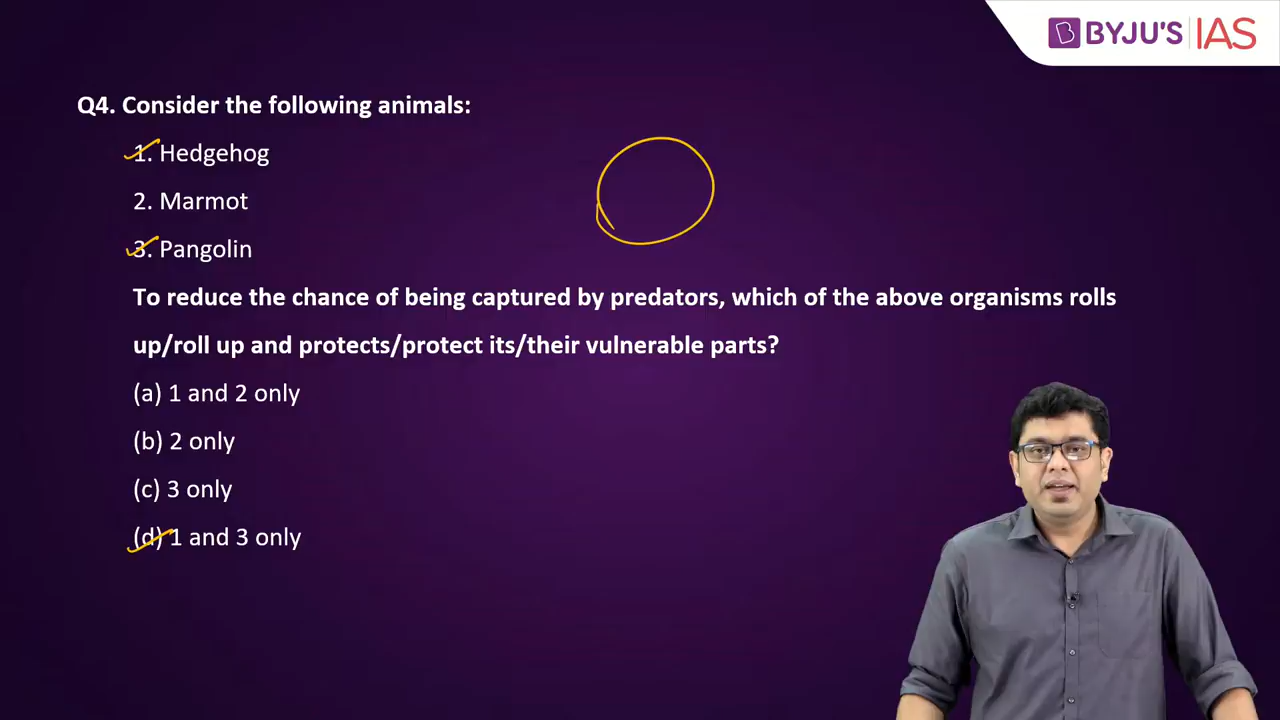 BYJU'S IAS
Q4. Consider the following animals:
1. Hedgehog
2. Marmot
3. Pangolin
To reduce the chance of being captured by predators, which of the above organisms rolls
up/roll up and protects/protect its/their vulnerable parts?
(a) 1 and 2 only
(b) 2 only
(c) 3 only
(d) 1 and 3 only